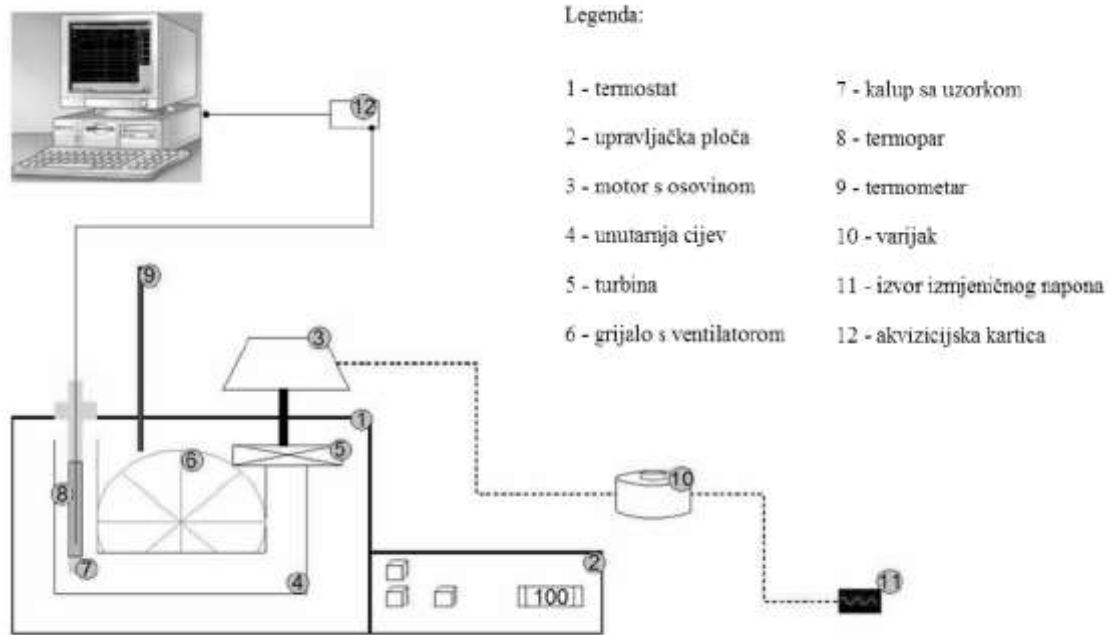 Legenda:
1 - termostat
2 - upravljačka ploča
3 - motor s osovinom
4 - unutarnja cijev
5 - turbina
6 - grijalo s ventilatorom
7 - kalup sa uzorkom
8 - termopar
9 - termometar
10 - varijak
11 - izvor izmjeničnog napona
12 - akvizicijska kartica
12
9
3
1
6
5
8
10
7
4
2
100
11